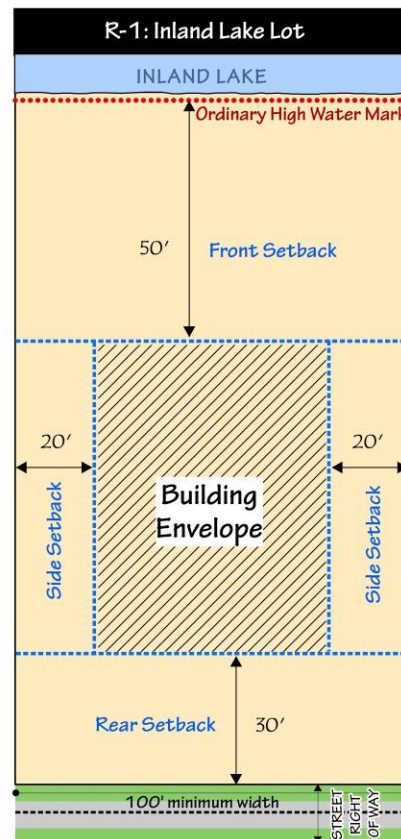 R-1: Inland Lake Lot
INLAND LAKE
Ordinary High Water Mark
50'
Front Setback
20'
20'
Side Setback
Building
Envelope
Side Setback
Rear Setback
30'
100' minimum width
STREET
RIGHT
OF WAY